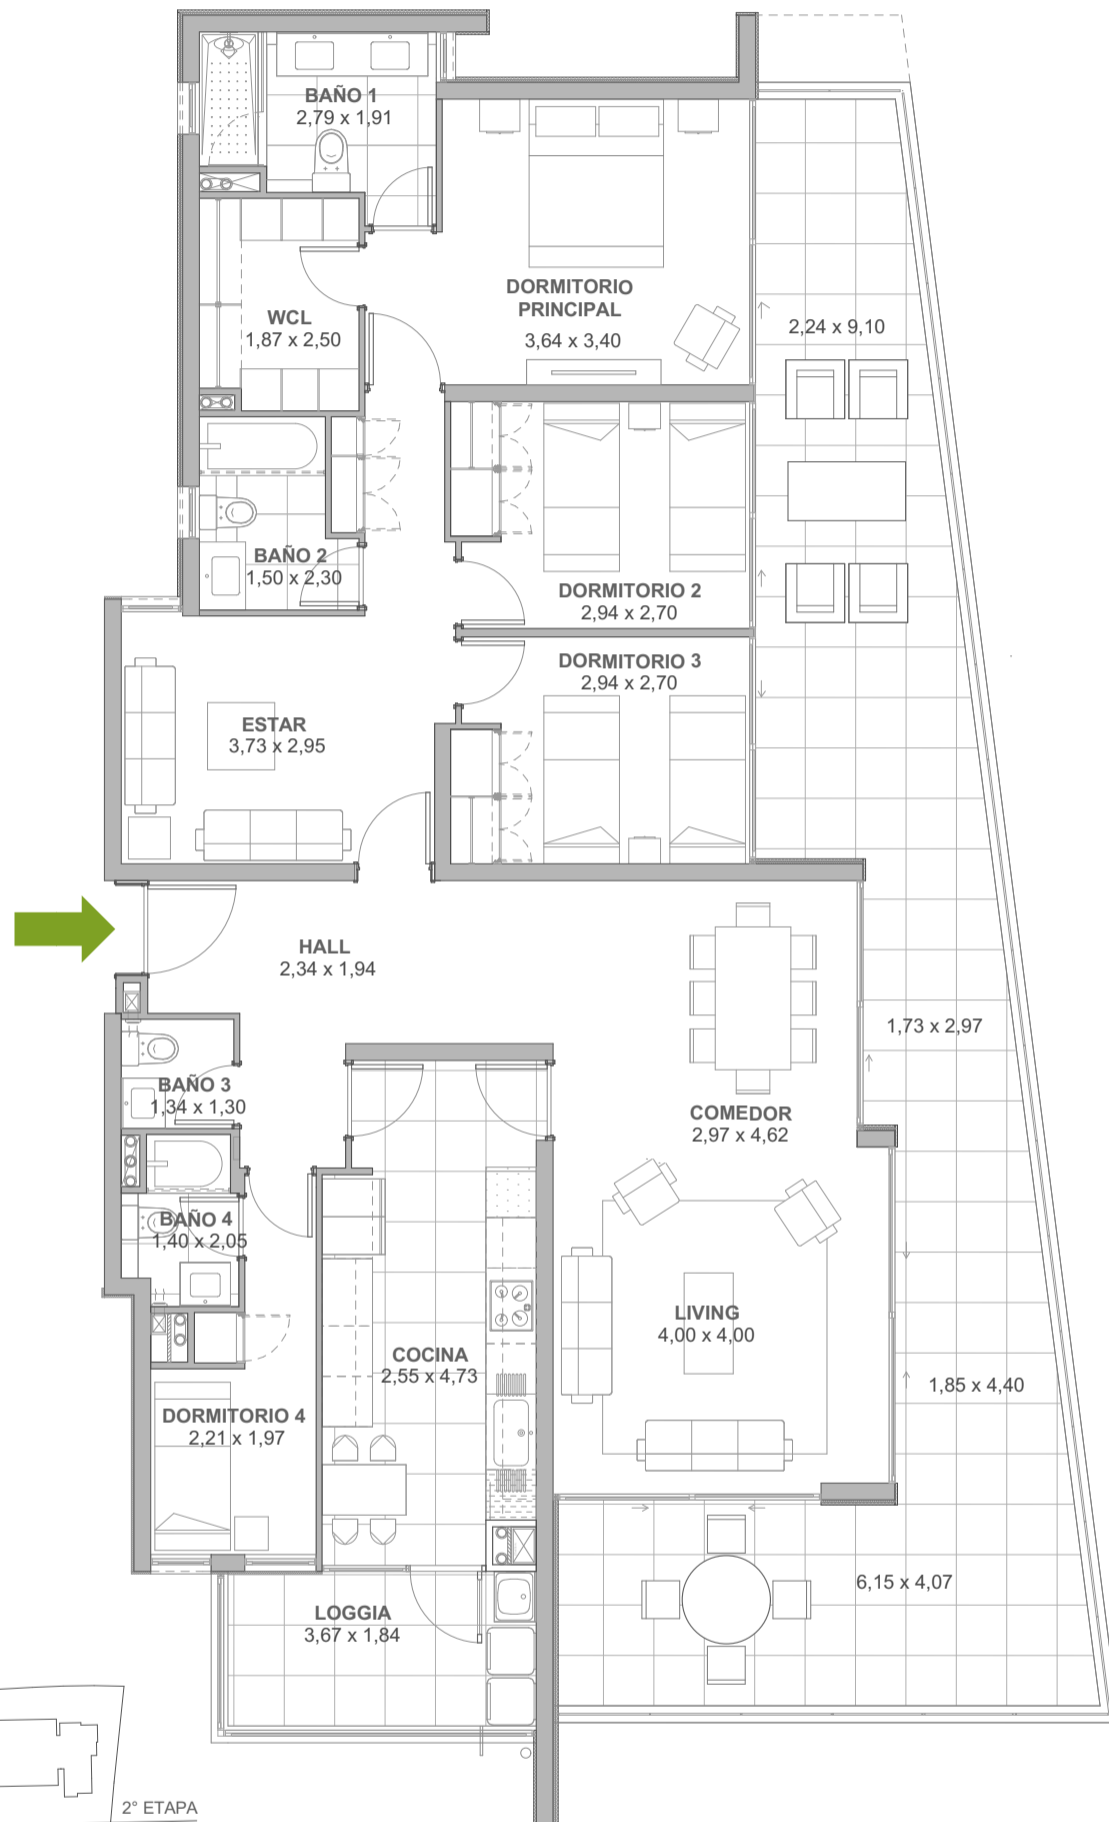 BAÑO 1
2,79 x 1,91
DORMITORIO
PRINCIPAL
3,64 x 3,40
WCL
1,87 x 2,50
2,24 x 9,10
BAÑO 2
1,50 x 2,30
DORMITORIO 2
2,94 x 2,70
DORMITORIO 3
2,94 x 2,70
ESTAR
3,73 x 2,95
HALL
2,34 x 1,94
1,73 x 2,97
BAÑO 3
1,34 x 1,30
COMEDOR
2,97 x 4,62
BAÑO 4
1,40 x 2,05
LIVING
4,00 x 4,00
COCINA
2,55 x 4,73
1,85 x 4,40
DORMITORIO 4
2,21 x 1,97
6,15 x 4,07
LOGGIA
3,67 x 1,84
2° ETAPA